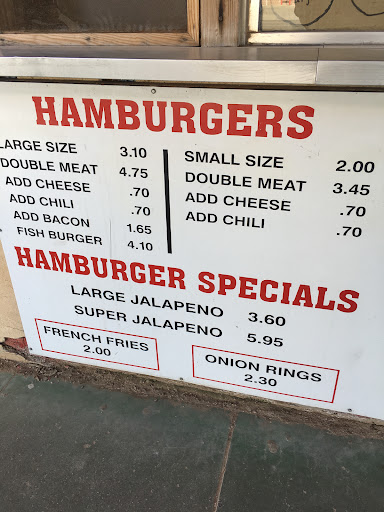 HAMBURGERS
LARGE SIZE 3.10
DOUBLE MEAT 4.75
ADD CHEESE .70
ADD CHILI .70
ADD BACON 1.65
FISH BURGER 4.10
SMALL SIZE 2.00
DOUBLE MEAT 3.45
ADD CHEESE .70
ADD CHILI .70
HAMBURGER SPECIALS
LARGE JALAPENO 3.60
SUPER JALAPENO 5.95
FRENCH FRIES
2.00
ONION RINGS
2.30